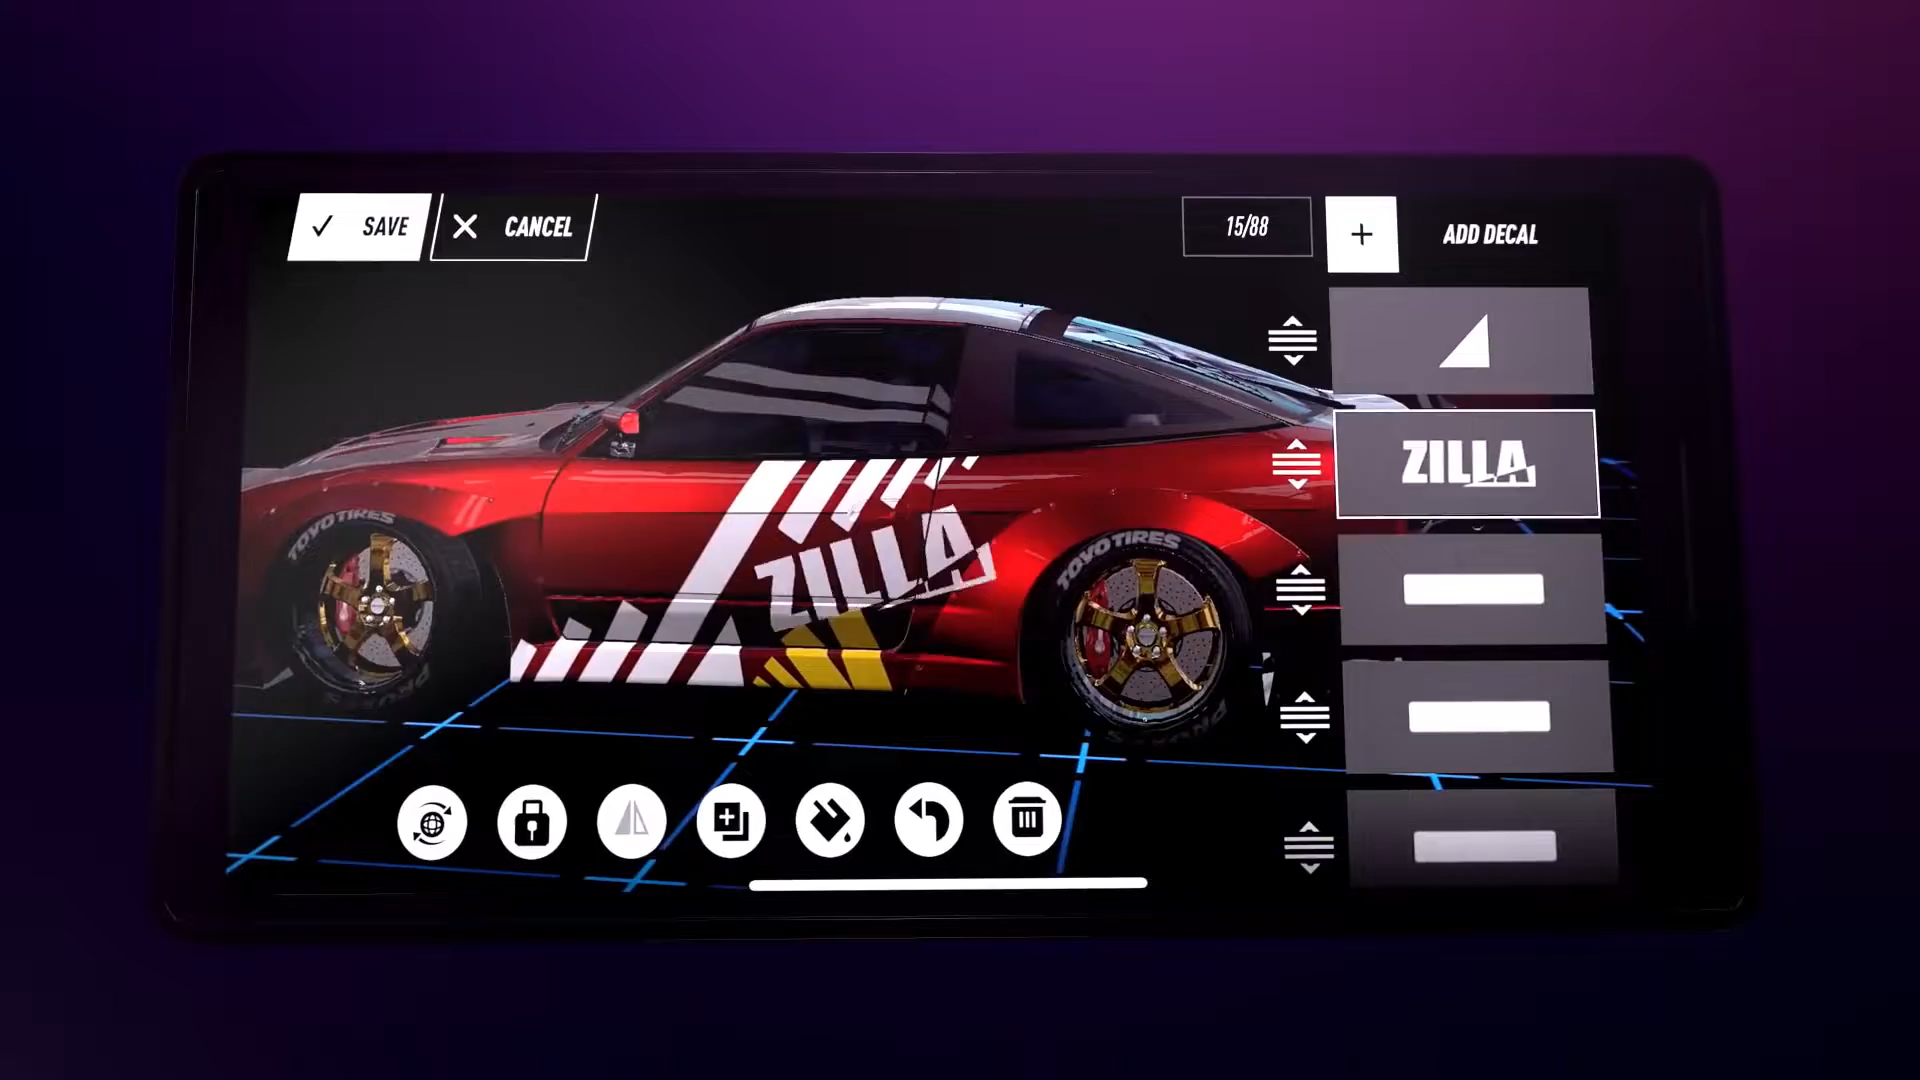 SAVE
CANCEL
15/88
+ ADD DECAL
ZILLA
TOYO TIRES
ZILLA
TOYO TIRES